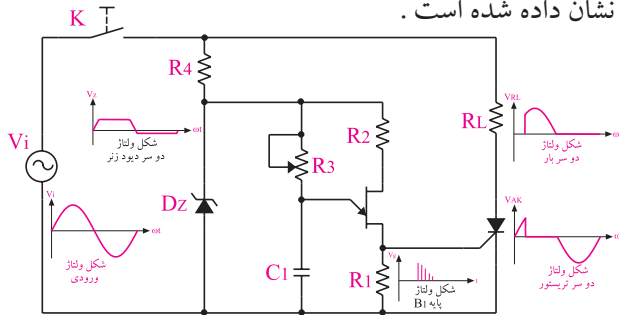 نشان داده شده است .
K
R4
Vz
ωt
شکل ولتاژ
دو سر دیود زنر
Vi
R2
R3
RL
VRL
شکل ولتاژ
دو سر بار
Vi
ωt
شکل ولتاژ
ورودی
Dz
C1
R1
Vg
t
شکل ولتاژ
پایه B1
VAK
شکل ولتاژ
دو سر تریستور